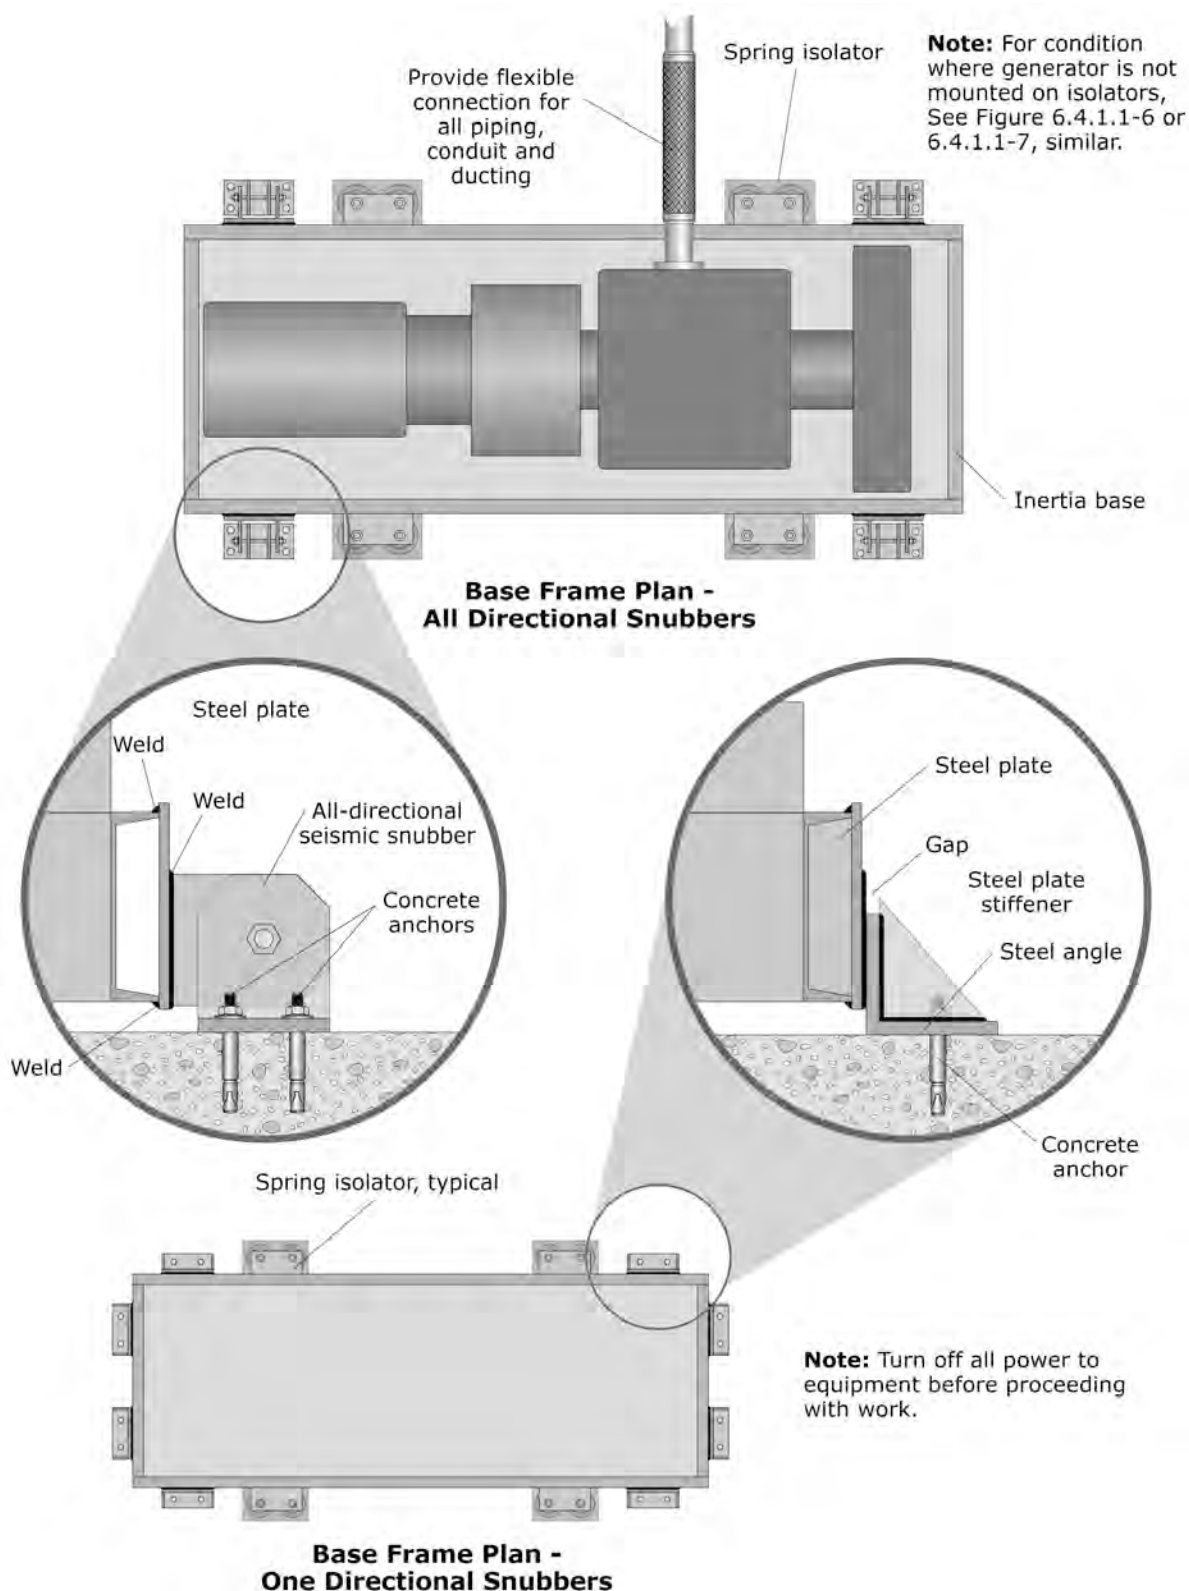 Provide flexible
connection for
all piping,
conduit and
ducting
Spring isolator
Note: For condition
where generator is not
mounted on isolators,
See Figure 6.4.1.1-6 or
6.4.1.1-7, similar.
Inertia base
Base Frame Plan -
All Directional Snubbers
Steel plate
Weld
Weld
All-directional
seismic snubber
Concrete
anchors
Weld
Steel plate
Gap
Steel plate
stiffener
Steel angle
Concrete
anchor
Spring isolator, typical
Note: Turn off all power to
equipment before proceeding
with work.
Base Frame Plan -
One Directional Snubbers